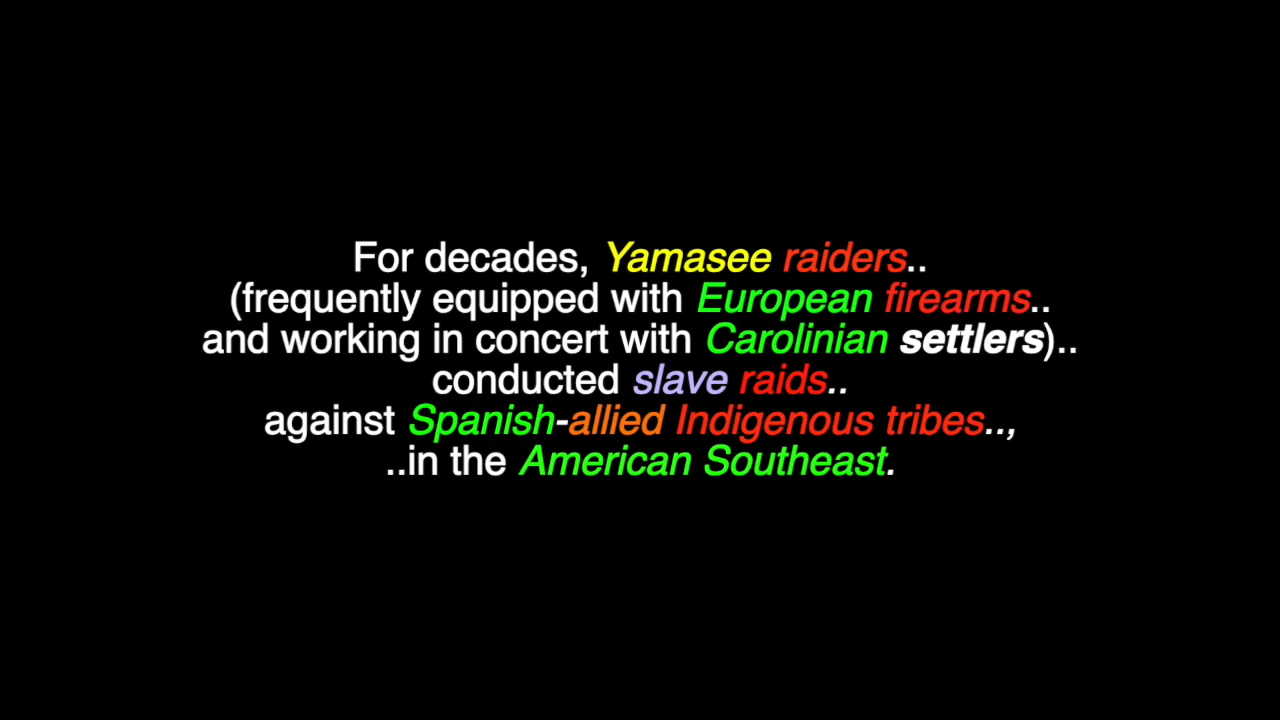 For decades, Yamasee raiders..
(frequently equipped with European firearms..
and working in concert with Carolinian settlers)..
conducted slave raids..
against Spanish-allied Indigenous tribes..,
..in the American Southeast.